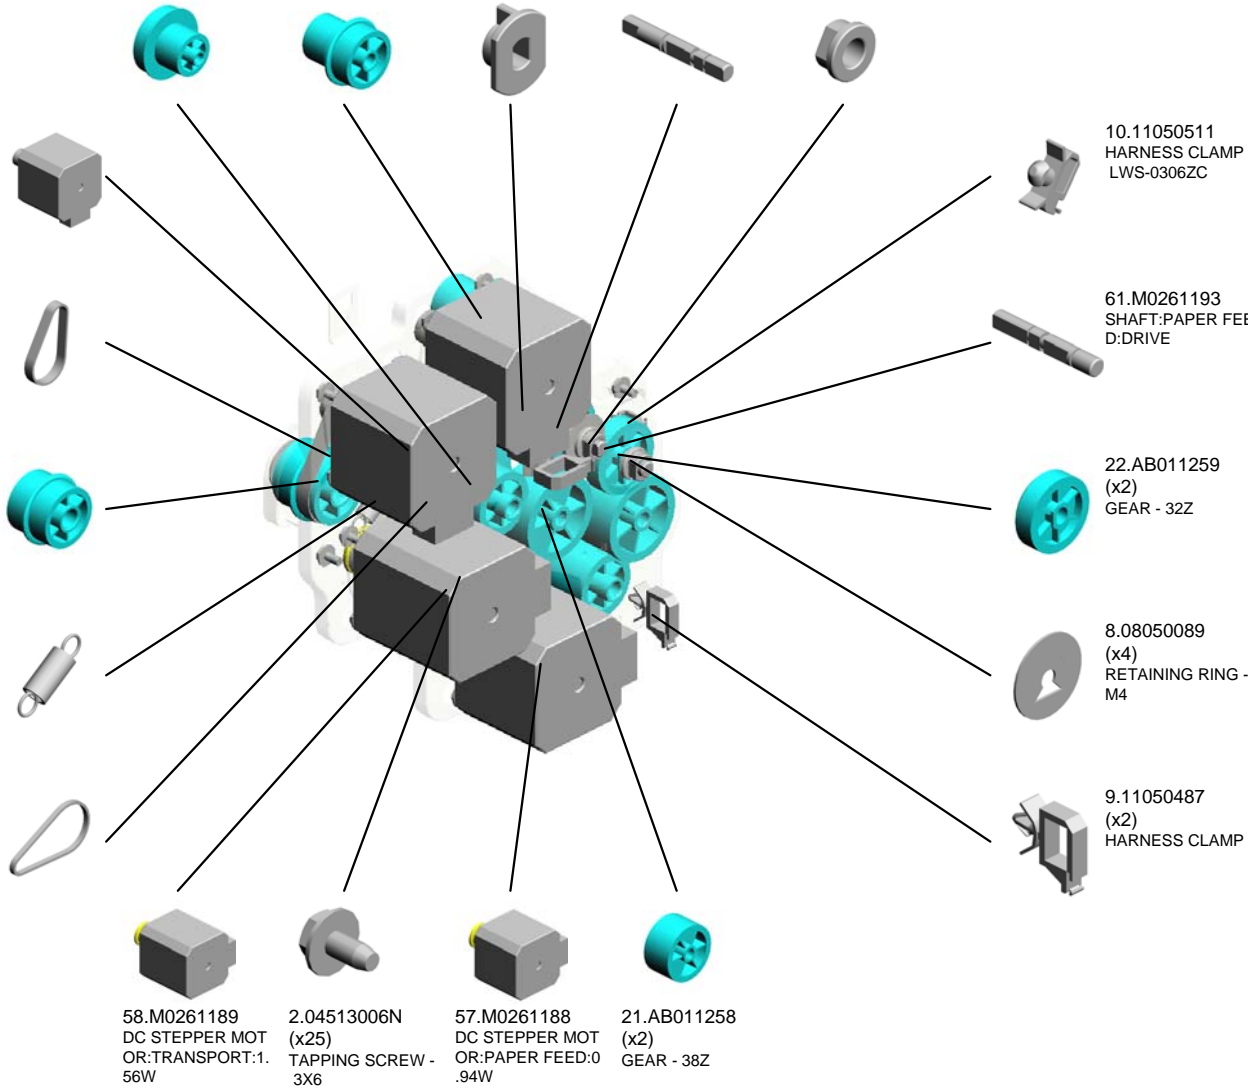 10.11050511
HARNESS CLAMP
LWS-0306ZC
61.M0261193
SHAFT:PAPER FEE
D:DRIVE
22.AB011259
(x2)
GEAR - 32Z
8.08050089
(x4)
RETAINING RING -
M4
9.11050487
(x2)
HARNESS CLAMP
58.M0261189
DC STEPPER MOT
OR:TRANSPORT:1.
56W
2.04513006N
(x25)
TAPPING SCREW -
3X6
57.M0261188
DC STEPPER MOT
OR:PAPER FEED:0
.94W
21.AB011258
(x2)
GEAR - 38Z